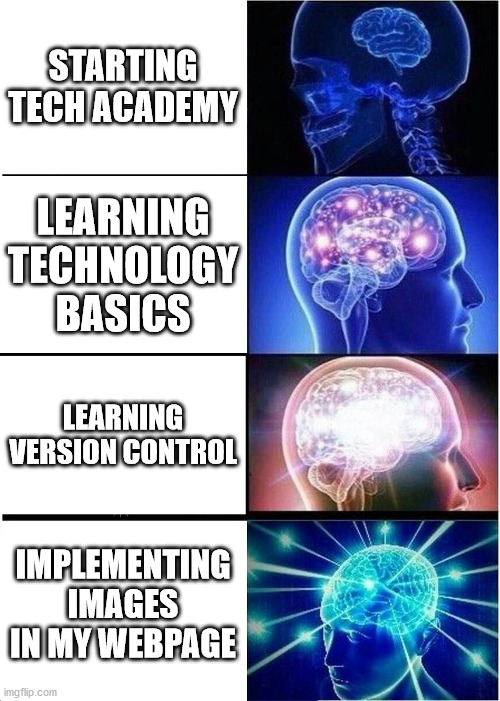 STARTING
TECH ACADEMY
LEARNING
TECHNOLOGY
BASICS
LEARNING
VERSION CONTROL
IMPLEMENTING
IMAGES
IN MY WEBPAGE
imgflip.com